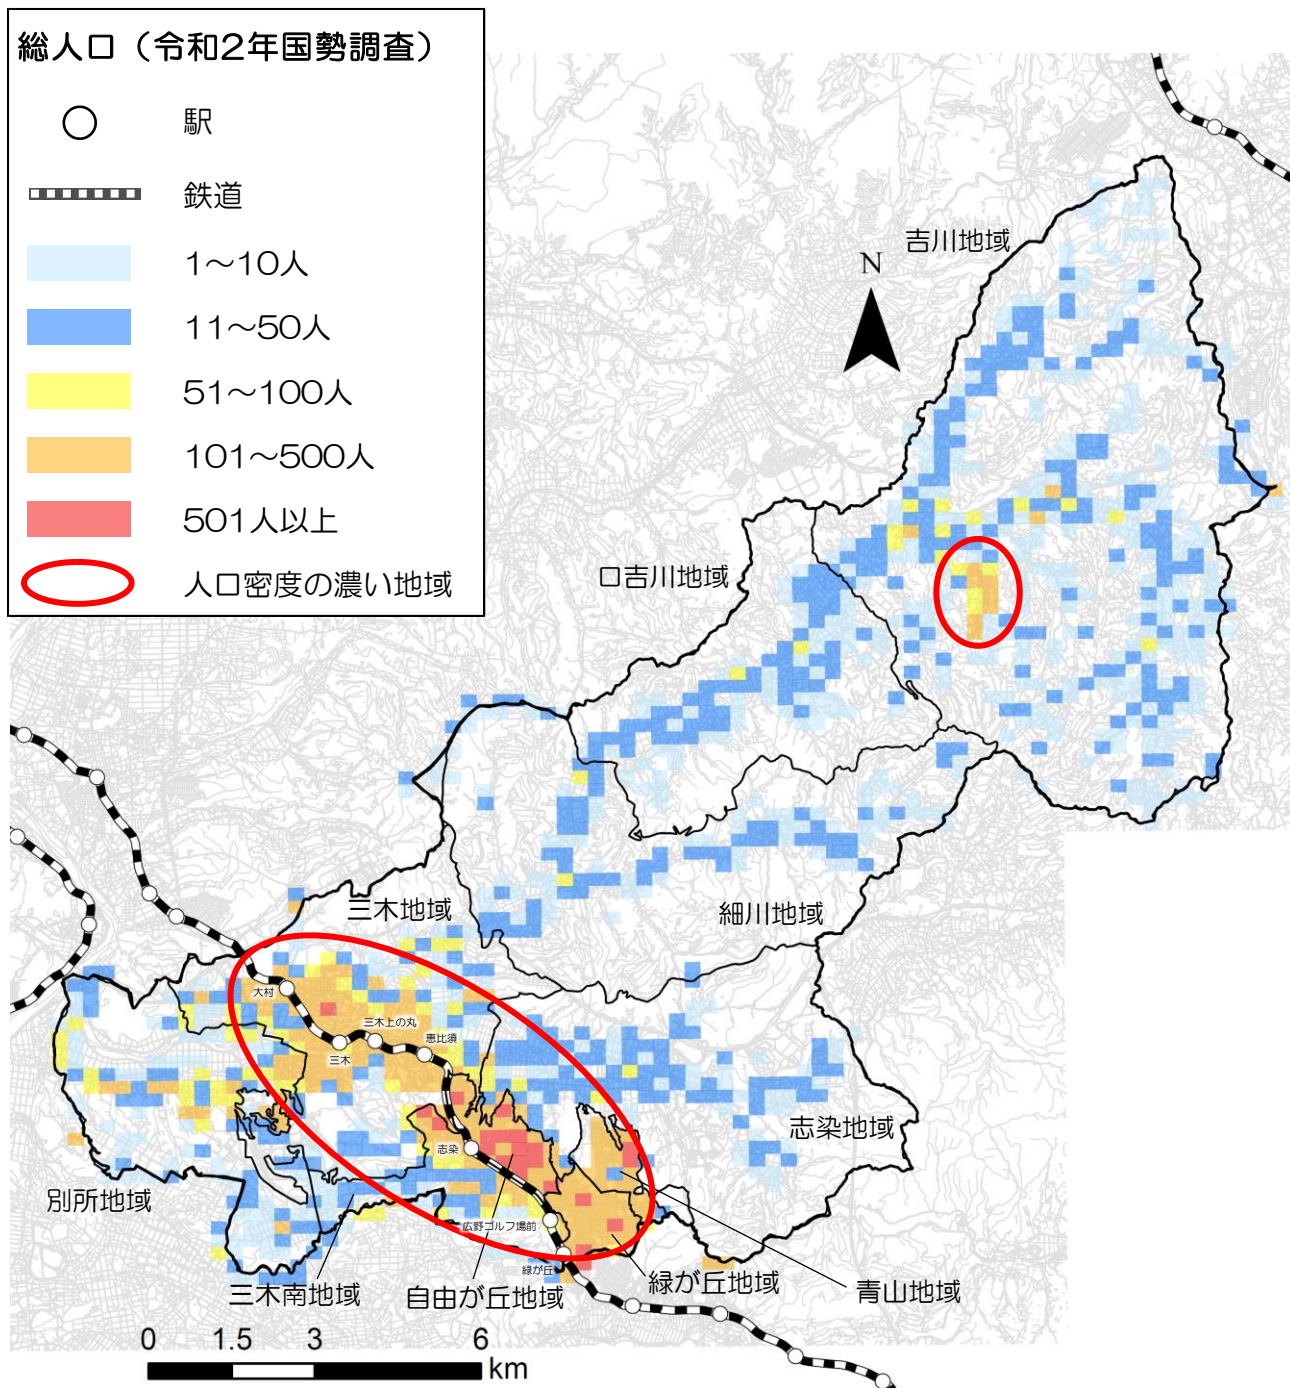 総人口（令和2年国勢調査）
駅
鉄道
1～10人
11～50人
51～100人
101～500人
501人以上
人口密度の濃い地域
吉川地域
N
口吉川地域
三木地域
細川地域
大村
三木上の丸
恵比須
三木
志染
志染地域
別所地域
広野ゴルフ場前
緑が丘
三木南地域
自由が丘地域
緑が丘地域
青山地域
0 1.5 3 6
km